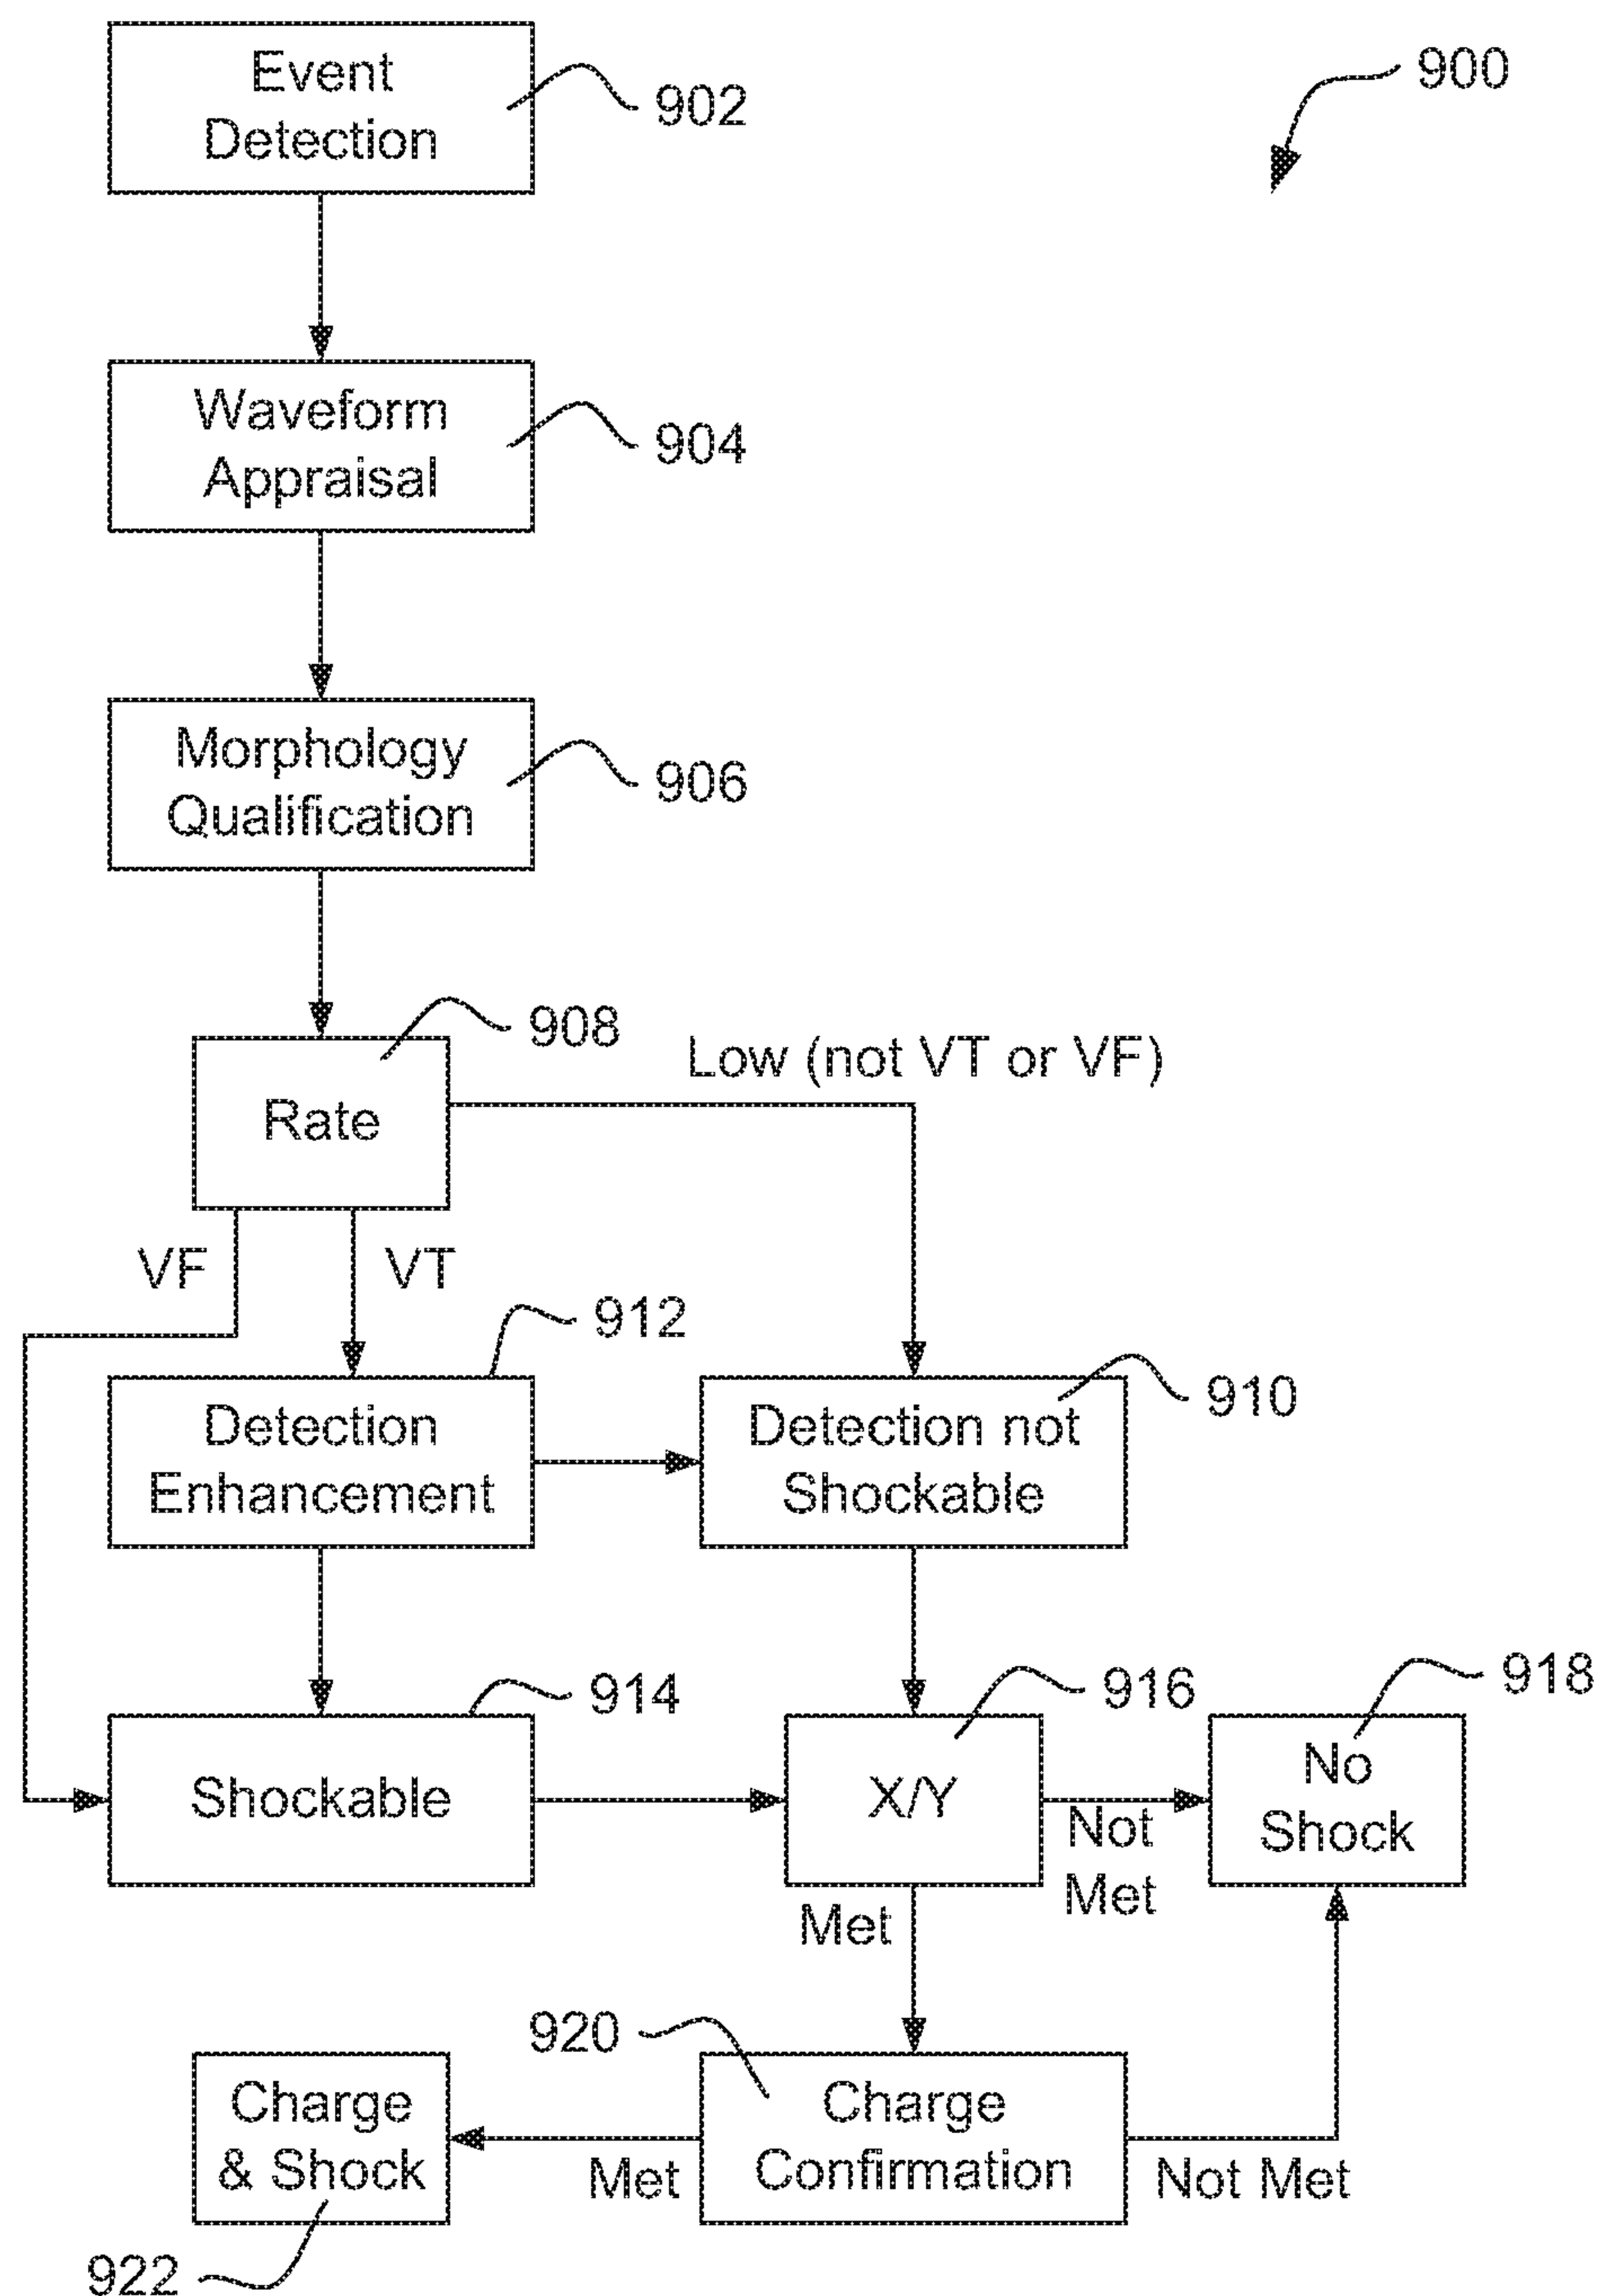 Event
Detection
902
900
Waveform
Appraisal
904
Morphology
Qualification
906
908
Rate
Low (not VT or VF)
VF
VT
912
Detection
Enhancement
910
Detection not
Shockable
914
Shockable
916
X/Y
918
No
Shock
Not
Met
Met
920
Charge
& Shock
Met
Charge
Confirmation
Not Met
922